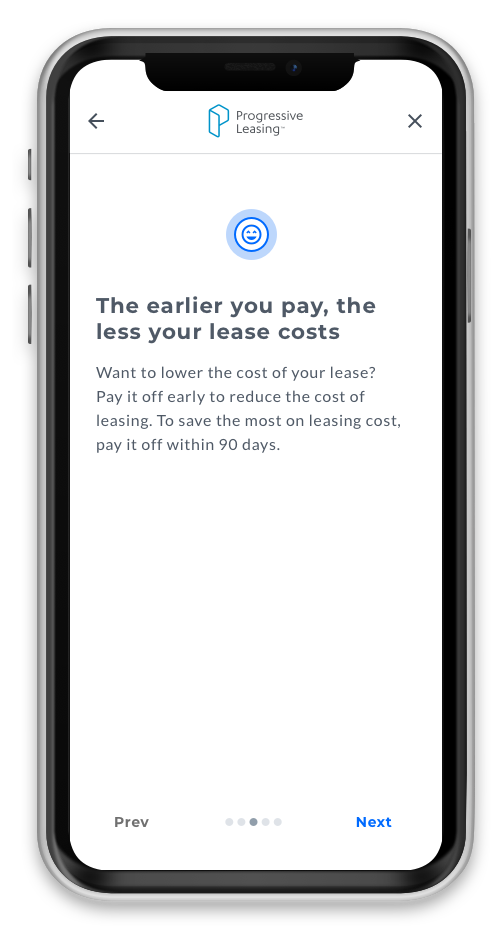 Progressive
Leasing™
The earlier you pay, the
less your lease costs
Want to lower the cost of your lease?
Pay it off early to reduce the cost of
leasing. To save the most on leasing cost,
pay it off within 90 days.
Prev
Next